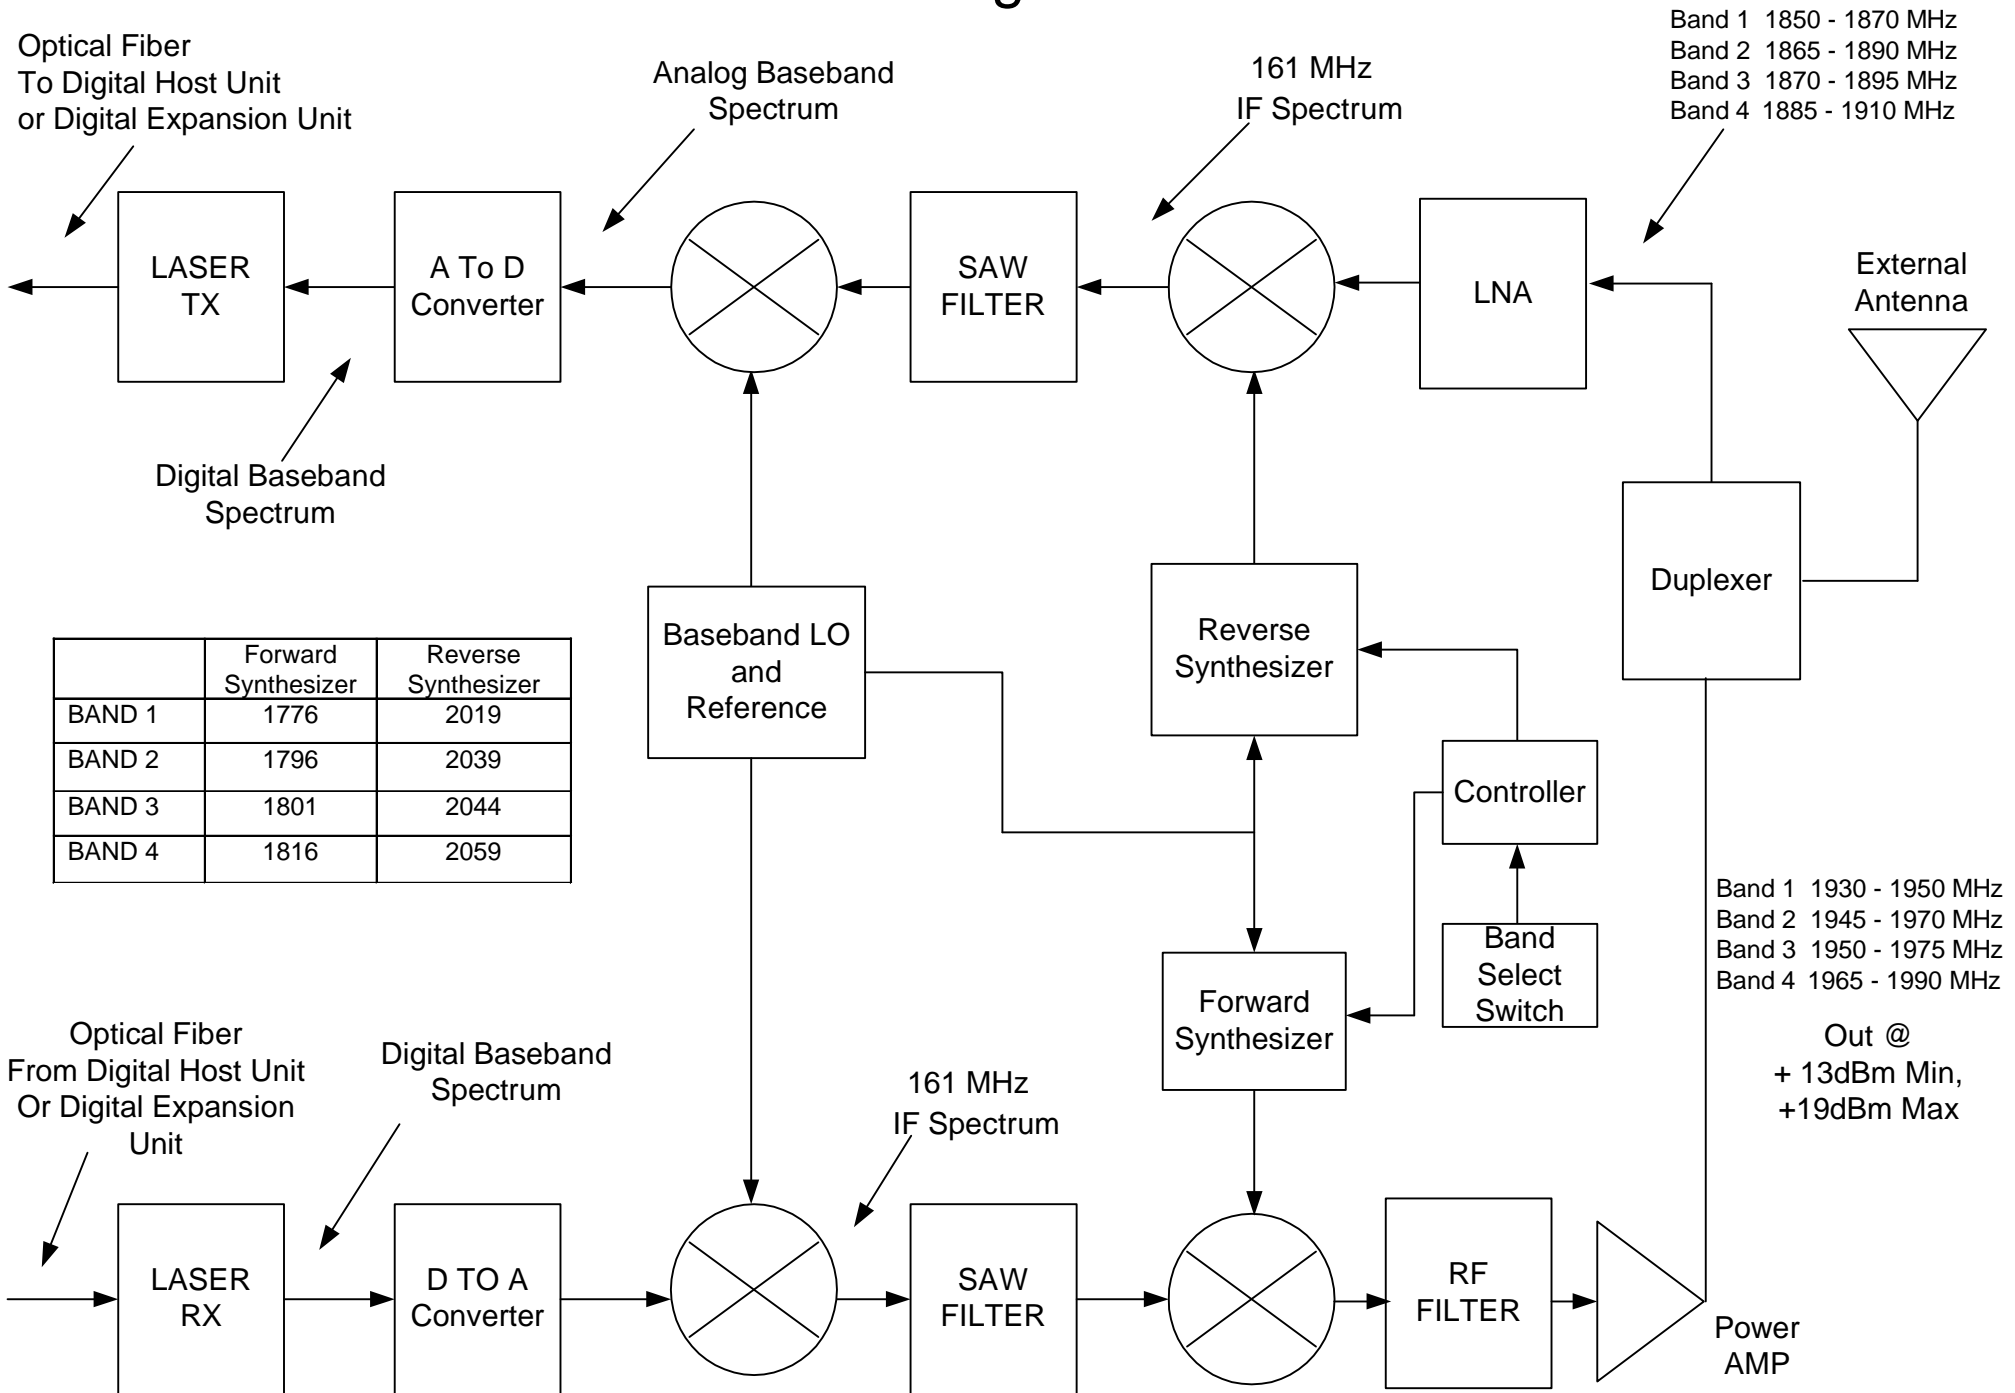 Optical Fiber
To Digital Host Unit
or Digital Expansion Unit
Analog Baseband
Spectrum
161 MHz
IF Spectrum
Band 1 1850 - 1870 MHz
Band 2 1865 - 1890 MHz
Band 3 1870 - 1895 MHz
Band 4 1885 - 1910 MHz
LASER
TX
A To D
Converter
SAW
FILTER
LNA
External
Antenna
Digital Baseband
Spectrum
Duplexer
Baseband LO
and
Reference
Reverse
Synthesizer
Forward
Synthesizer
Reverse
Synthesizer
BAND 1 1776 2019
BAND 2 1796 2039
BAND 3 1801 2044
BAND 4 1816 2059
Controller
Band
Select
Switch
Band 1 1930 - 1950 MHz
Band 2 1945 - 1970 MHz
Band 3 1950 - 1975 MHz
Band 4 1965 - 1990 MHz
Out @
+ 13dBm Min,
+19dBm Max
Forward
Synthesizer
Optical Fiber
From Digital Host Unit
Or Digital Expansion
Unit
Digital Baseband
Spectrum
161 MHz
IF Spectrum
LASER
RX
D TO A
Converter
SAW
FILTER
RF
FILTER
Power
AMP